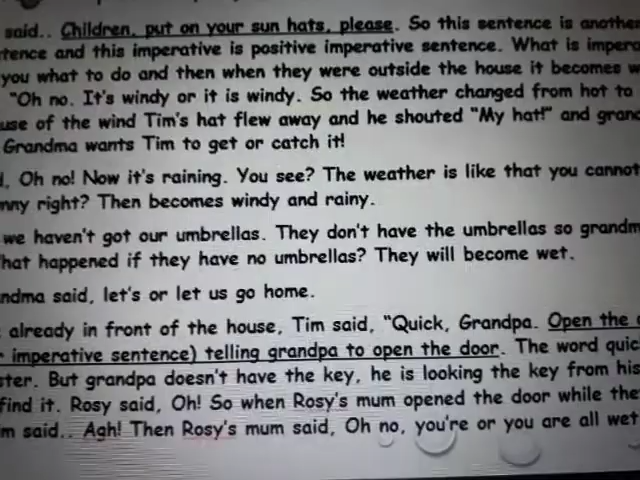 said.. Children, put on your sun hats, please. So this sentence is another
tence and this imperative is positive imperative sentence. What is impera
you what to do and then when they were outside the house it becomes w
"Oh no. It's windy or it is windy. So the weather changed from hot to
use of the wind Tim's hat flew away and he shouted "My hat!" and grand
Grandma wants Tim to get or catch it!
Oh no! Now it's raining. You see? The weather is like that you cannot
nny right? Then becomes windy and rainy.
we haven't got our umbrellas. They don't have the umbrellas so grandm
hat happened if they have no umbrellas? They will become wet.
ndma said, let's or let us go home.
already in front of the house, Tim said, "Quick, Grandpa. Open the
imperative sentence) telling grandpa to open the door. The word quic
ster. But grandpa doesn't have the key, he is looking the key from his
find it. Rosy said, Oh! So when Rosy's mum opened the door while the
m said.. Agh! Then Rosy's mum said, Oh no, you're or you are all wet